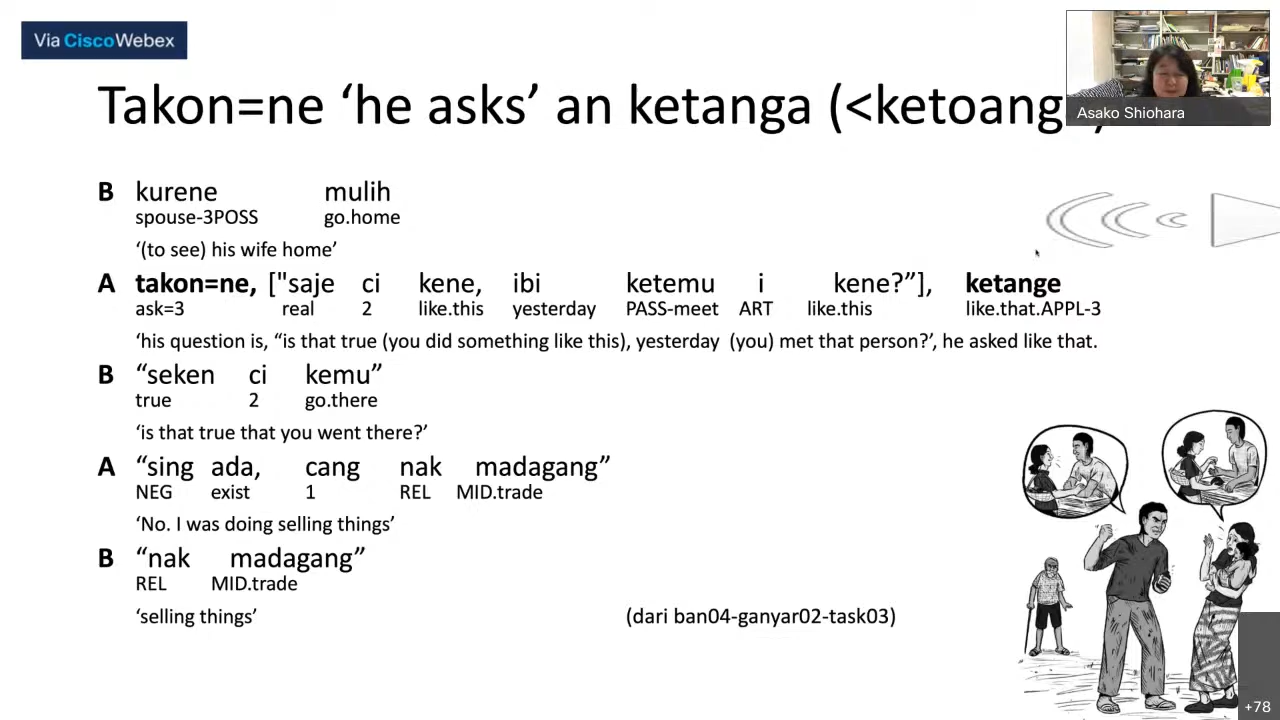 Via CiscoWebex
Takon=ne ‘he asks’ an ketanga (<ketoang
Asako Shiohara
B kurene mulih
spouse-3POSS go.home
‘(to see) his wife home’
A takon=ne, ["saje ci kene, ibi ketemu i kene?”], ketange
ask=3 real 2 like.this yesterday PASS-meet ART like.this like.that.APPL-3
‘his question is, “is that true (you did something like this), yesterday (you) met that person?’, he asked like that.
B “seken ci kemu”
true 2 go.there
‘is that true that you went there?’
A “sing ada, cang nak madagang”
NEG exist 1 REL MID.trade
‘No. I was doing selling things’
B “nak madagang”
REL MID.trade
‘selling things’
(dari ban04-ganyar02-task03)
+78